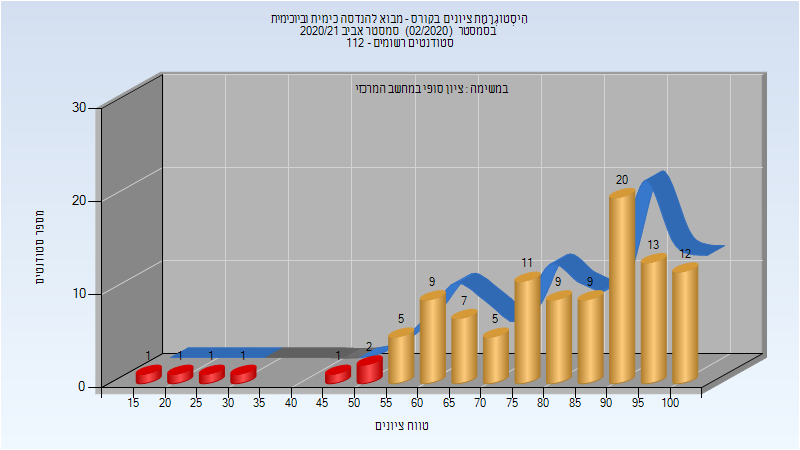 היסטוגרמת ציונים בקורס - מבוא להנדסה כימית וביוכימית
בסמסטר (02/2020) סמסטר אביב 2020/21
סטודנטים רשומים - 112
במשימה : ציון סופי במחשב המרכזי
מספר סטודנטים
30
20
10
0
1 1 1 1 1 2 5 9 7 5 11 9 9 20 13 12
15 20 25 30 35 40 45 50 55 60 65 70 75 80 85 90 95 100
טווח ציונים